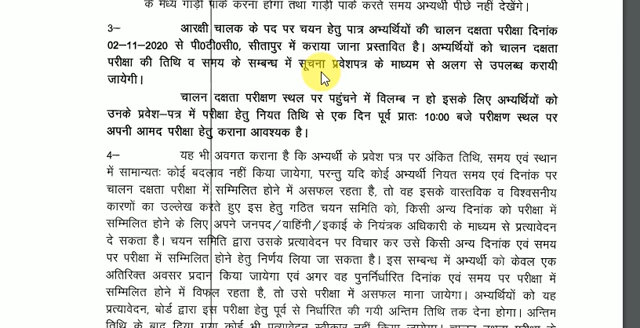 के मध्य गाड़ी पार्क करना होगा तथा गाड़ी पार्क करते समय अभ्यर्थी पीछे नहीं देखेंगे।
3- आरक्षी चालक के पद पर चयन हेतु पात्र अभ्यर्थियों की चालन दक्षता परीक्षा दिनांक
02-11-2020 से पी0टी0सी0, सीतापुर में कराया जाना प्रस्तावित है। अभ्यर्थियों को चालन दक्षता
परीक्षा की तिथि व समय के सम्बन्ध में सूचना प्रवेशपत्र के माध्यम से अलग से उपलब्ध करायी
जायेगी।
चालन दक्षता परीक्षण स्थल पर पहुंचने में विलम्ब न हो इसके लिए अभ्यर्थियों को
उनके प्रवेश-पत्र में परीक्षा हेतु नियत तिथि से एक दिन पूर्व प्रातः 10:00 बजे परीक्षण स्थल पर
अपनी आमद परीक्षा हेतु कराना आवश्यक है।
4- यह भी अवगत कराना है कि अभ्यर्थी के प्रवेश पत्र पर अंकित तिथि, समय एवं स्थान
में सामान्यतः कोई बदलाव नहीं किया जायेगा, परन्तु यदि कोई अभ्यर्थी नियत समय एवं दिनांक पर
चालन दक्षता परीक्षा में सम्मिलित होने में असफल रहता है, तो वह इसके वास्तविक व विश्वसनीय
कारणों का उल्लेख करते हुए इस हेतु गठित चयन समिति को, किसी अन्य दिनांक को परीक्षा में
सम्मिलित होने के लिए अपने जनपद/वाहिनी/इकाई के नियंत्रक अधिकारी के माध्यम से प्रत्यावेदन
दे सकता है। चयन समिति द्वारा उसके प्रत्यावेदन पर विचार कर उसे किसी अन्य दिनांक एवं समय
पर परीक्षा में सम्मिलित होने हेतु निर्णय लिया जा सकता है। इस सम्बन्ध में अभ्यर्थी को केवल एक
अतिरिक्त अवसर प्रदान किया जायेगा एवं अगर वह पुनर्निर्धारित दिनांक एवं समय पर परीक्षा में
सम्मिलित होने में विफल रहता है, तो उसे परीक्षा में असफल माना जायेगा। अभ्यर्थियों को यह
प्रत्यावेदन, बोर्ड द्वारा इस परीक्षा हेतु पूर्व से निर्धारित की गयी अन्तिम तिथि तक देना होगा। अन्तिम
तिथि के बाद दिया गया कोई भी प्रत्यावेदन स्वीकार नहीं किया जायेगा।